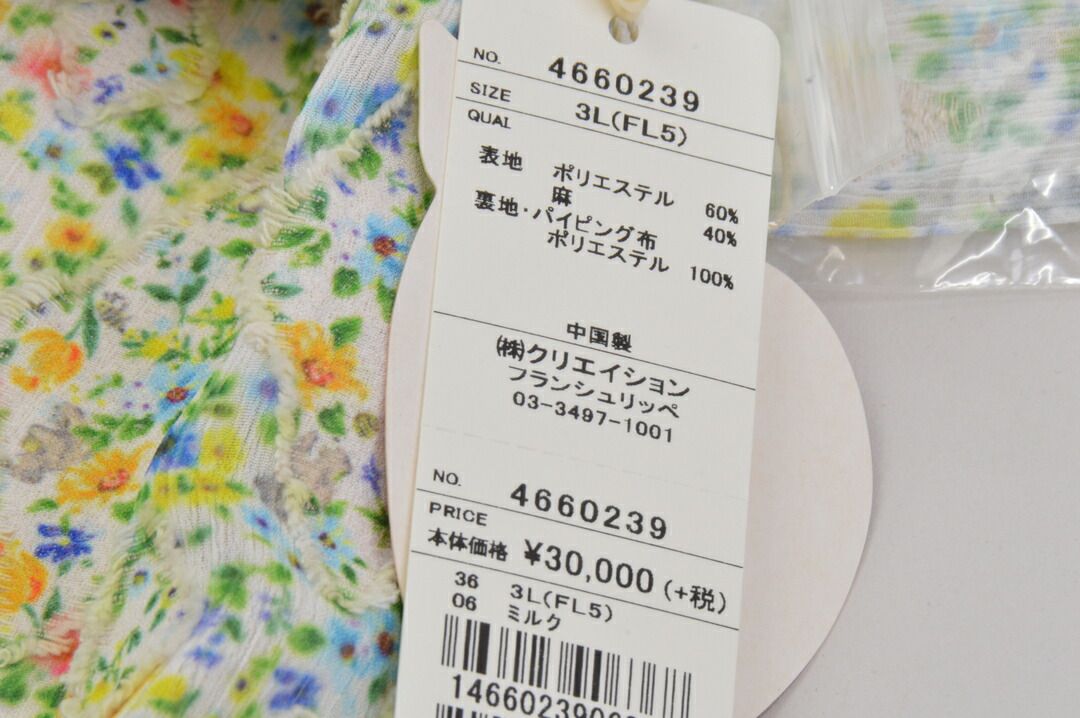 NO. 4660239
SIZE 3L(FL5)
QUAL
表地 ポリエステル 60%
麻 40%
裏地・パイピング布
ポリエステル 100%
中国製
(株)クリエイション
フランシュリッペ
03-3497-1001
NO. 4660239
PRICE
本体価格 ¥30,000 (+税)
36 3L(FL5)
06 ミルク